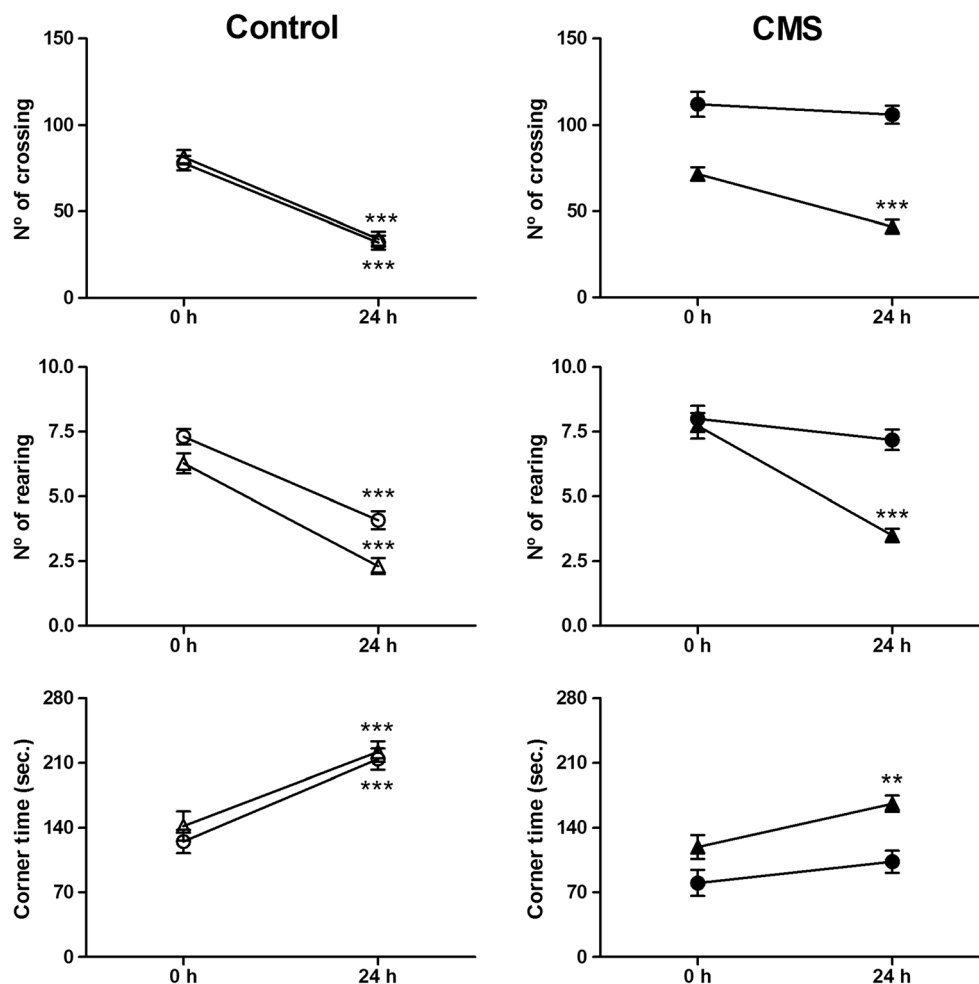 Control
CMS
150
100
50
0
Nº of crossing
***
***
0 h 24 h
150
100
50
0
Nº of crossing
***
0 h 24 h
10.0
7.5
5.0
2.5
0.0
Nº of rearing
***
***
0 h 24 h
10.0
7.5
5.0
2.5
0.0
Nº of rearing
***
0 h 24 h
280
210
140
70
0
Corner time (sec.)
***
***
0 h 24 h
280
210
140
70
0
Corner time (sec.)
**
0 h 24 h